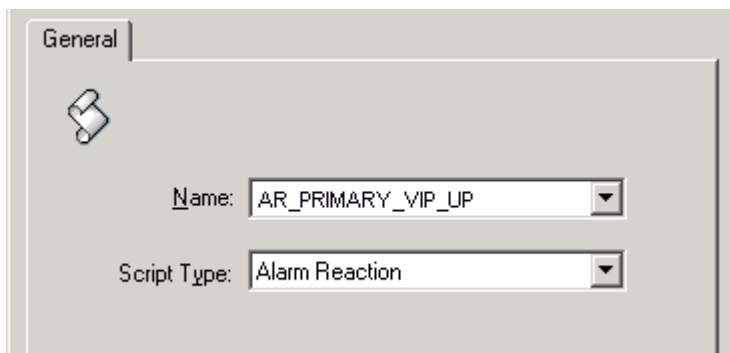 General
Name: AR_PRIMARY_VIP_UP
Script Type: Alarm Reaction